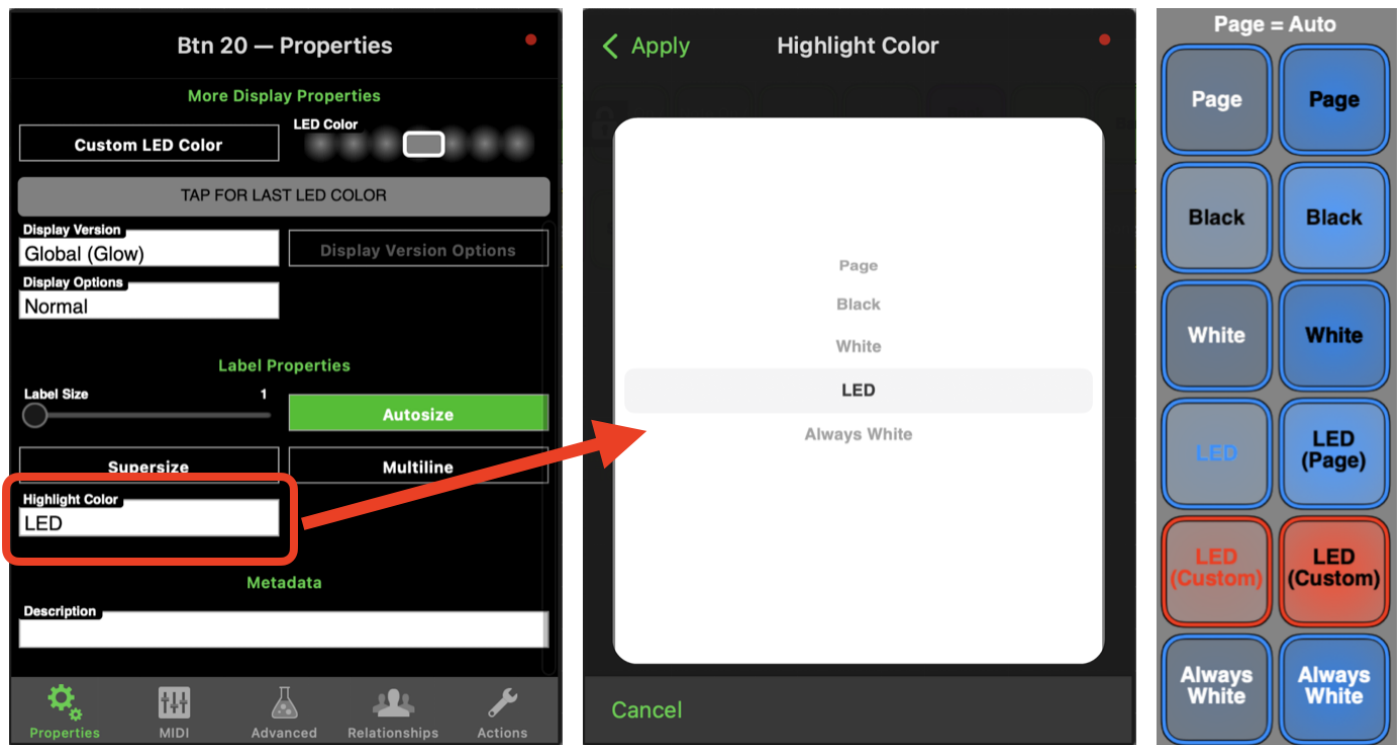 Btn 20 — Properties
More Display Properties
Custom LED Color
LED Color
TAP FOR LAST LED COLOR
Display Version
Global (Glow)
Display Version Options
Display Options
Normal
Label Properties
Label Size
1
Autosize
Supersize
Multiline
Highlight Color
LED
Metadata
Description
Properties
MIDI
Advanced
Relationships
Actions
Apply
Highlight Color
Page
Black
White
LED
Always White
Cancel
Page = Auto
Page
Page
Black
Black
White
White
LED
LED
(Page)
LED
(Custom)
LED
(Custom)
Always
White
Always
White